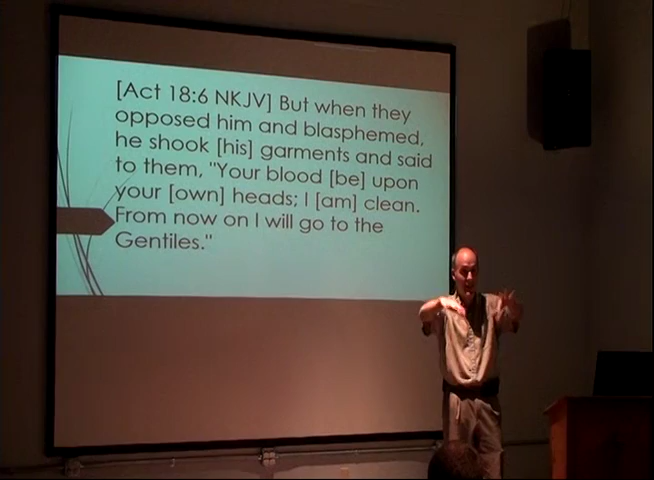 [Act 18:6 NKJV] But when they
opposed him and blasphemed,
he shook [his] garments and said
to them, "Your blood [be] upon
your [own] heads; I [am] clean.
From now on I will go to the
Gentiles."